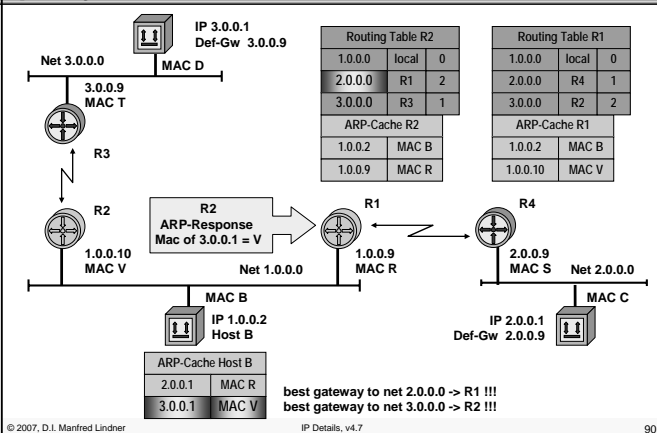 IP 3.0.0.1
Def-Gw 3.0.0.9
Net 3.0.0.0
MAC D
3.0.0.9
MAC T
R3
Routing Table R2
1.0.0.0 local 0
2.0.0.0 R1 2
3.0.0.0 R3 1
ARP-Cache R2
1.0.0.2 MAC B
1.0.0.9 MAC R
Routing Table R1
1.0.0.0 local 0
2.0.0.0 R4 1
3.0.0.0 R2 2
ARP-Cache R1
1.0.0.2 MAC B
1.0.0.10 MAC V
R2
R2
ARP-Response
Mac of 3.0.0.1 = V
R1
R4
1.0.0.10
MAC V
Net 1.0.0.0
1.0.0.9
MAC R
2.0.0.9
MAC S
Net 2.0.0.0
MAC B
IP 1.0.0.2
Host B
MAC C
IP 2.0.0.1
Def-Gw 2.0.0.9
ARP-Cache Host B
2.0.0.1 MAC R
3.0.0.1 MAC V
best gateway to net 2.0.0.0 -> R1 !!!
best gateway to net 3.0.0.0 -> R2 !!!
© 2007, D.I. Manfred Lindner
IP Details, v4.7
90